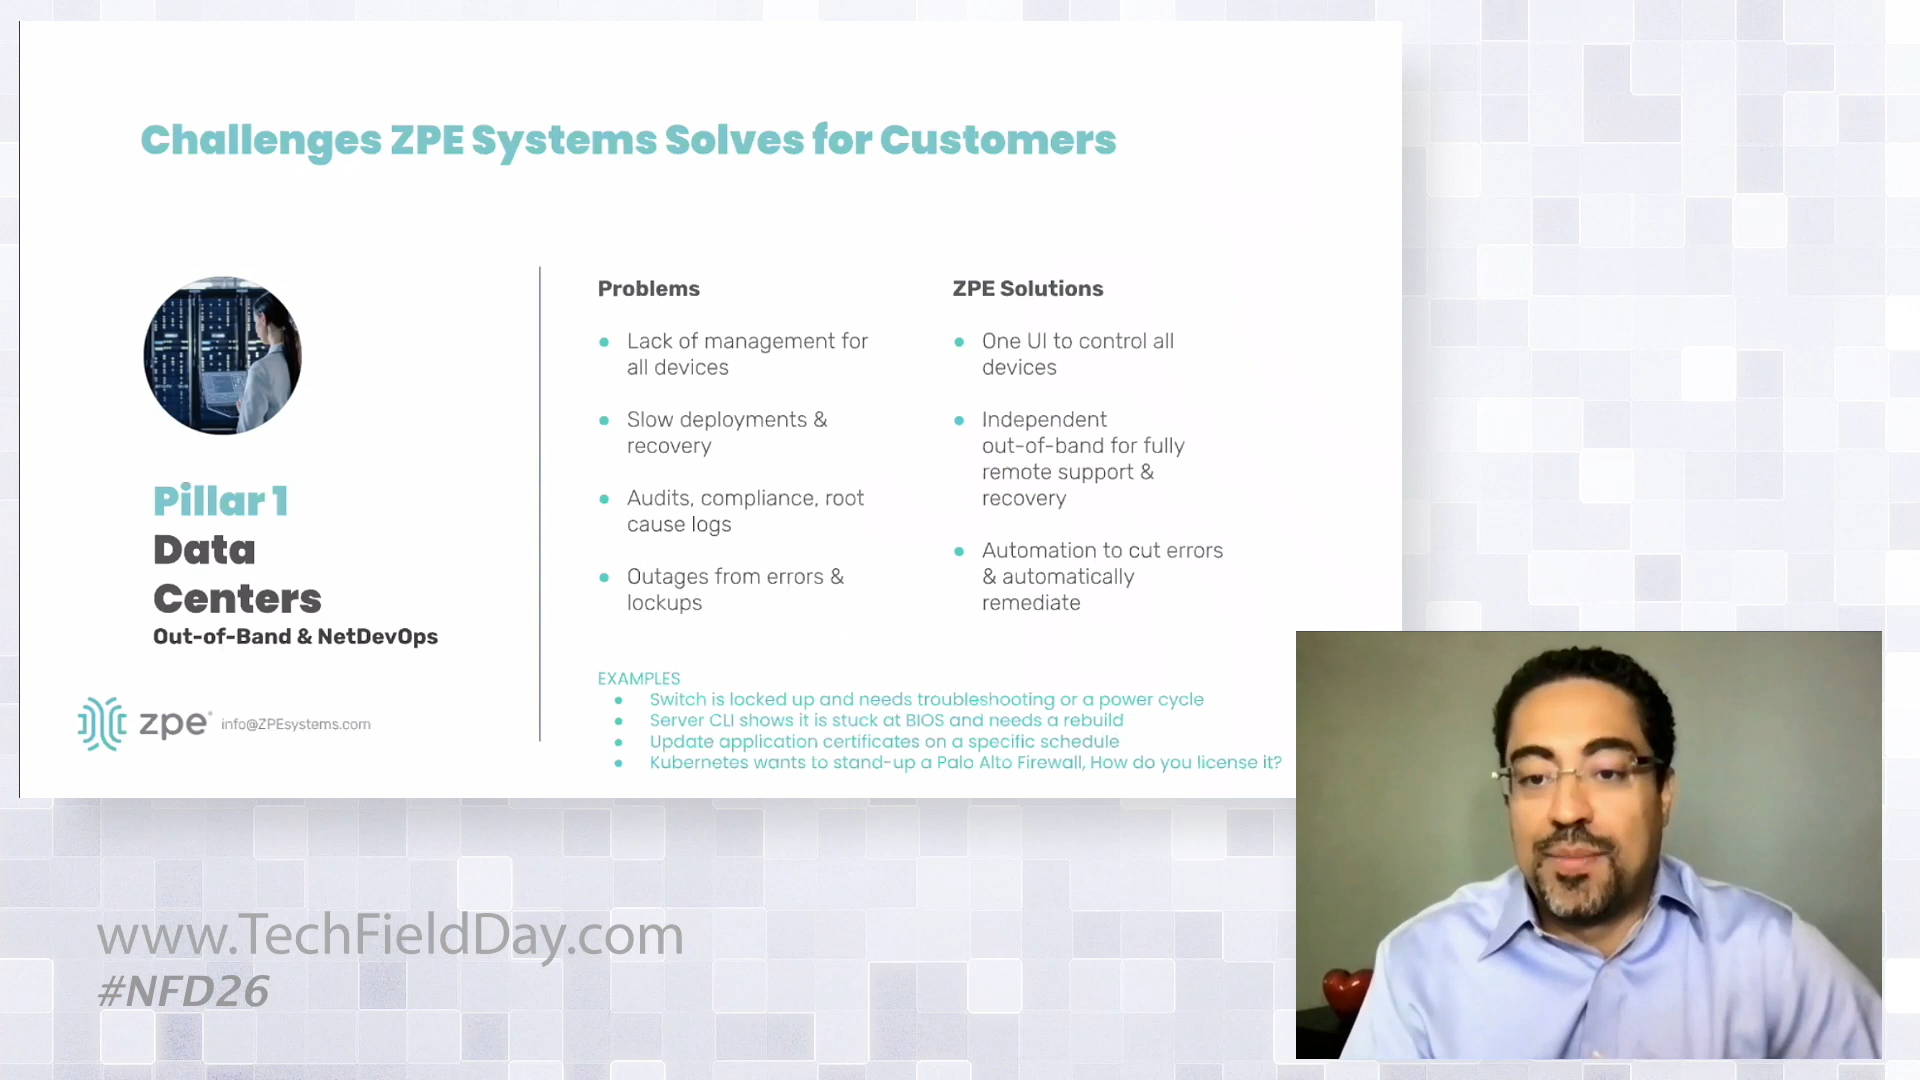 Challenges ZPE Systems Solves for Customers
Pillar 1
Data
Centers
Out-of-Band & NetDevOps
zpe® info@ZPEsystems.com
Problems
Lack of management for
all devices
Slow deployments &
recovery
Audits, compliance, root
cause logs
Outages from errors &
lockups
ZPE Solutions
One UI to control all
devices
Independent
out-of-band for fully
remote support &
recovery
Automation to cut errors
& automatically
remediate
EXAMPLES
Switch is locked up and needs troubleshooting or a power cycle
Server CLI shows it is stuck at BIOS and needs a rebuild
Update application certificates on a specific schedule
Kubernetes wants to stand-up a Palo Alto Firewall, How do you license it?
www.TechFieldDay.com
#NFD26